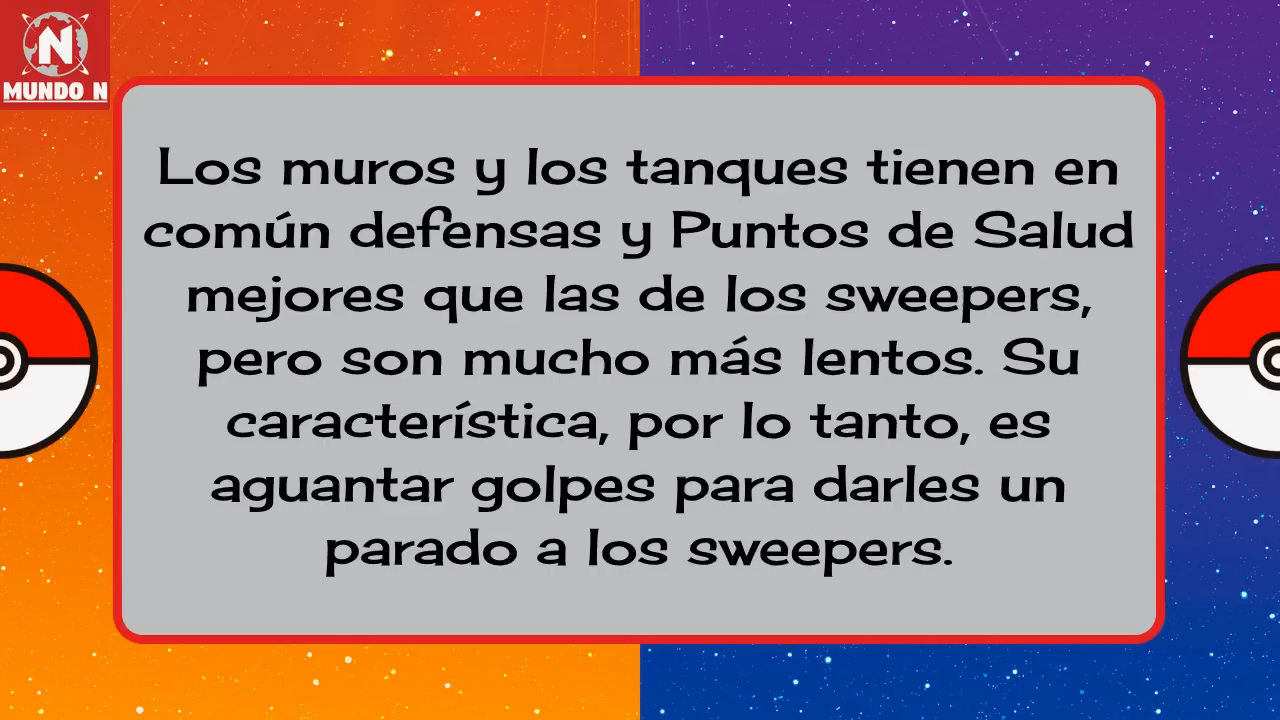 N
MUNDO N
Los muros y los tanques tienen en
común defensas y Puntos de Salud
mejores que las de los sweepers,
pero son mucho más lentos. Su
característica, por lo tanto, es
aguantar golpes para darles un
parado a los sweepers.